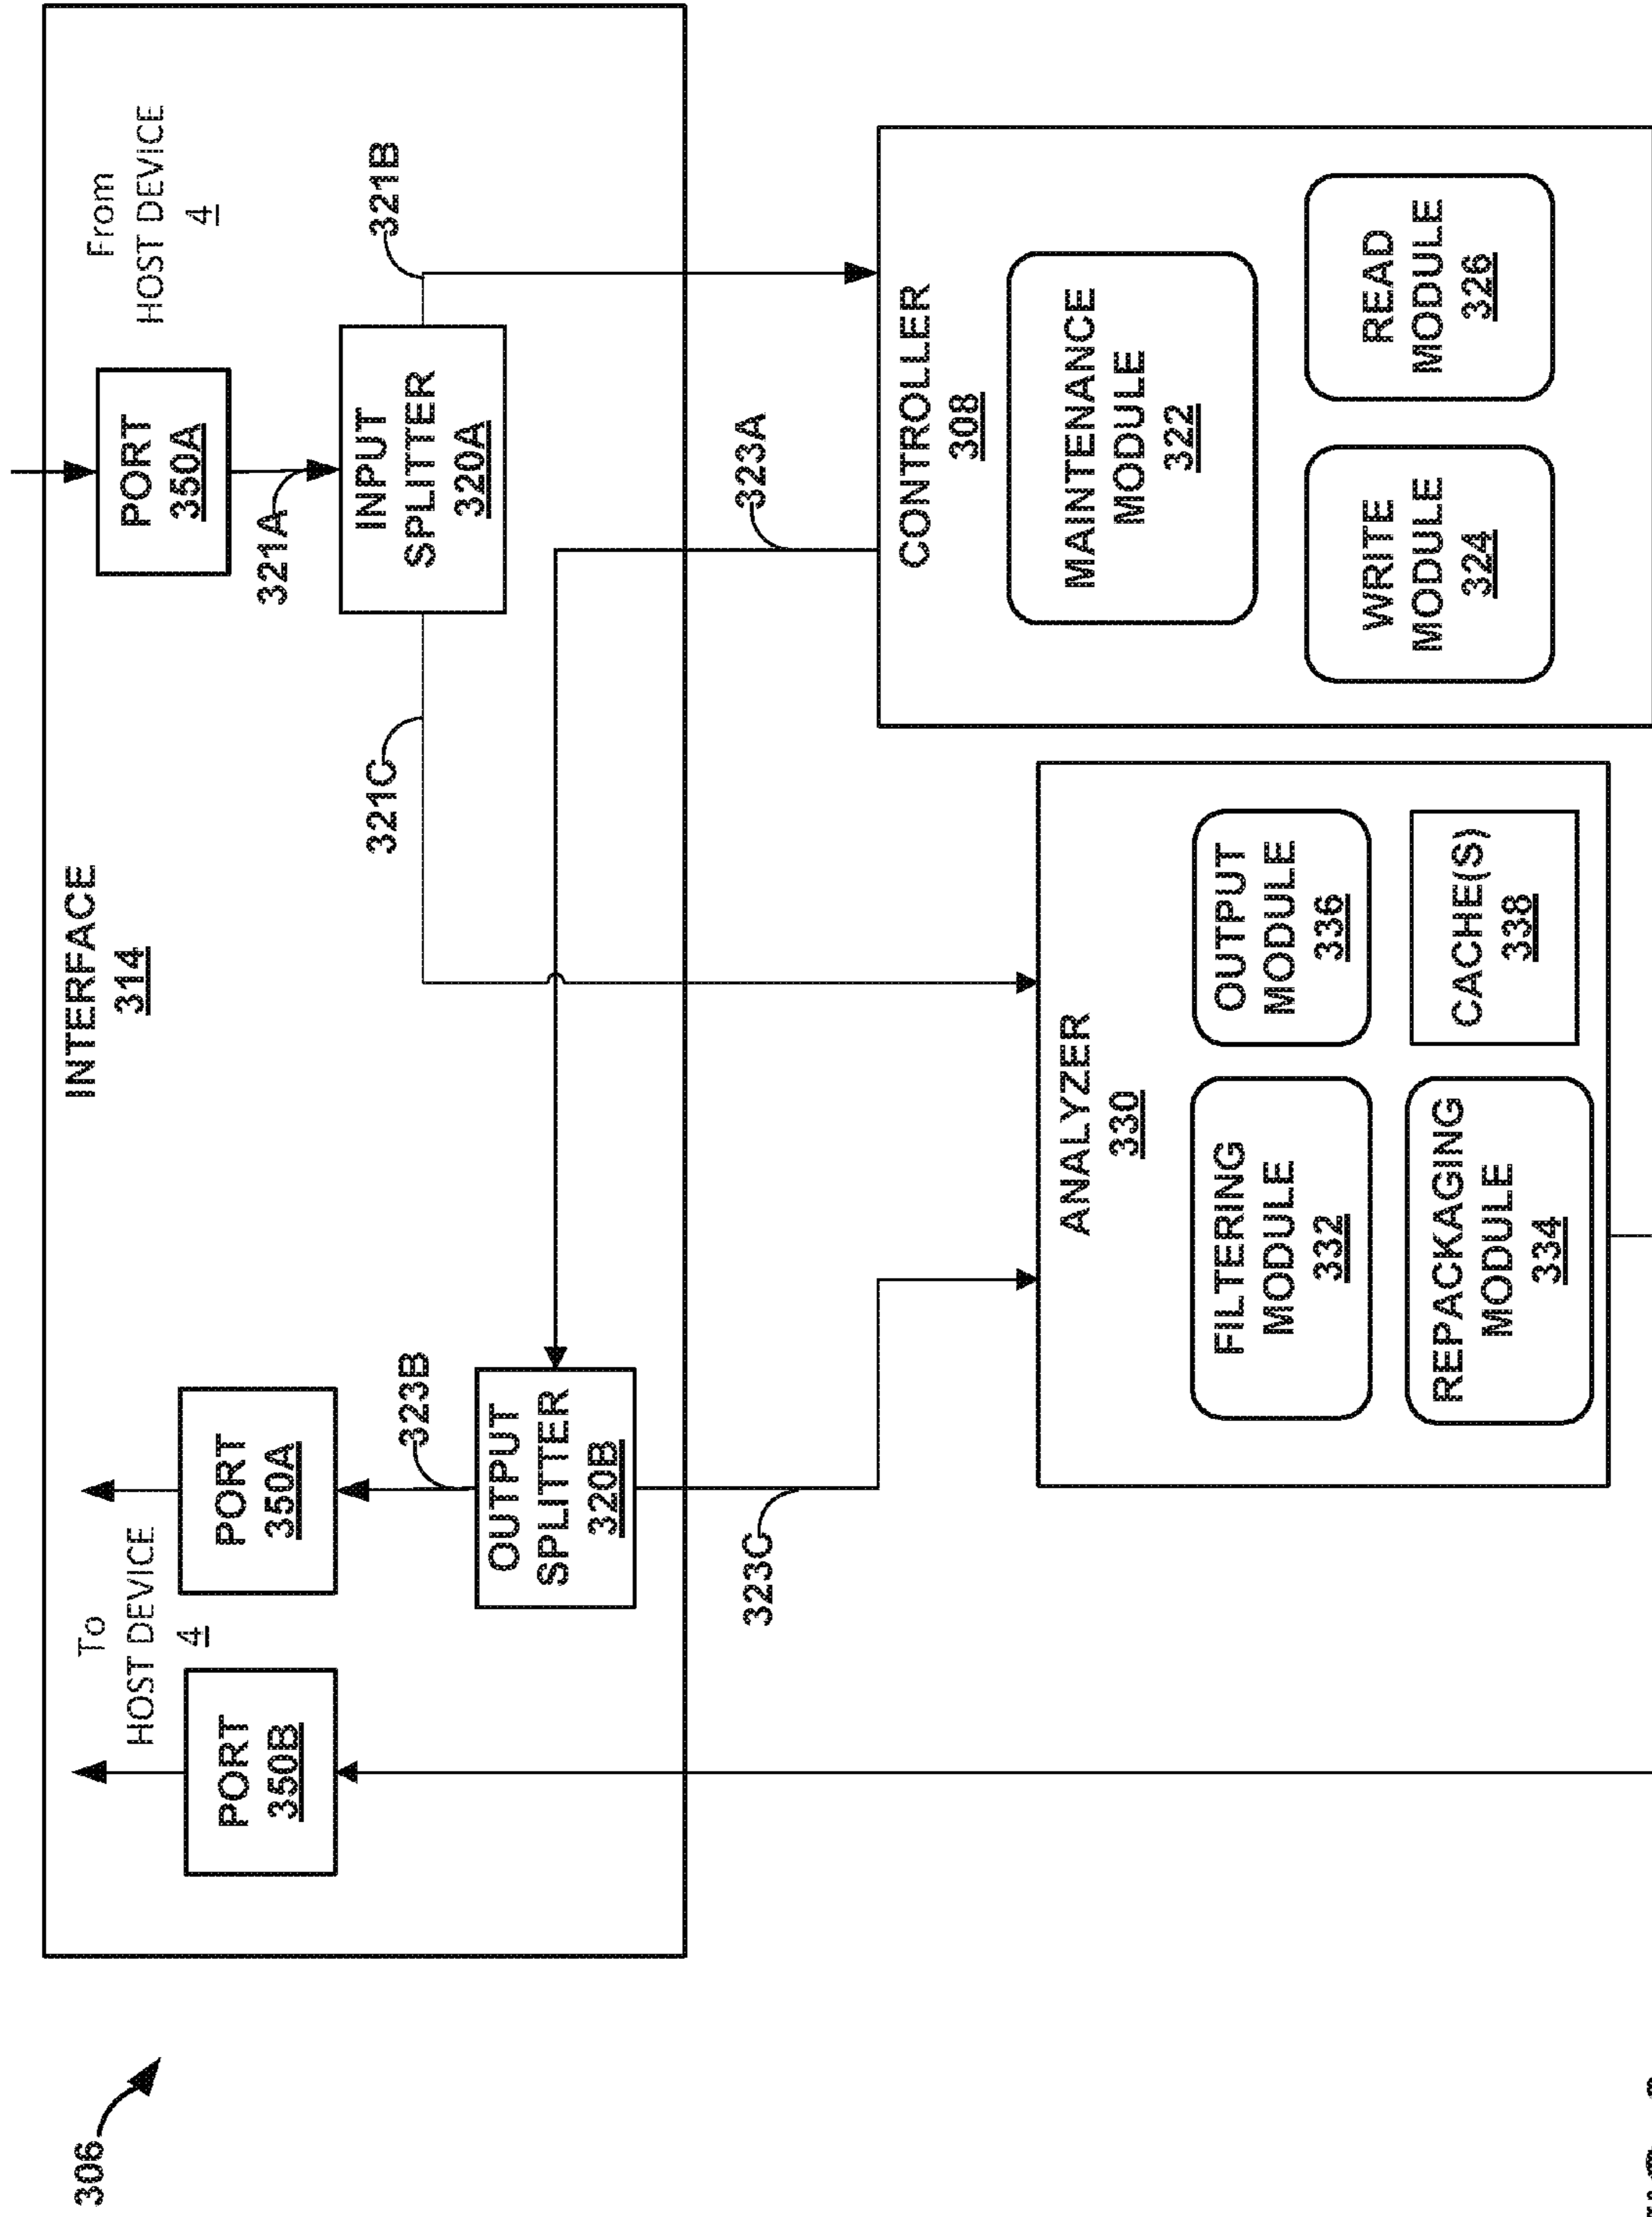 306
INTERFACE
314
To
HOST DEVICE
4
From
HOST DEVICE
4
PORT
350B
PORT
350A
PORT
350A
323B
321A
321C
321B
OUTPUT
SPLITTER
320B
INPUT
SPLITTER
320A
323C
323A
ANALYZER
330
FILTERING
MODULE
332
OUTPUT
MODULE
336
REPACKAGING
MODULE
334
CACHE(S)
338
CONTROLLER
308
MAINTENANCE
MODULE
322
WRITE
MODULE
324
READ
MODULE
326